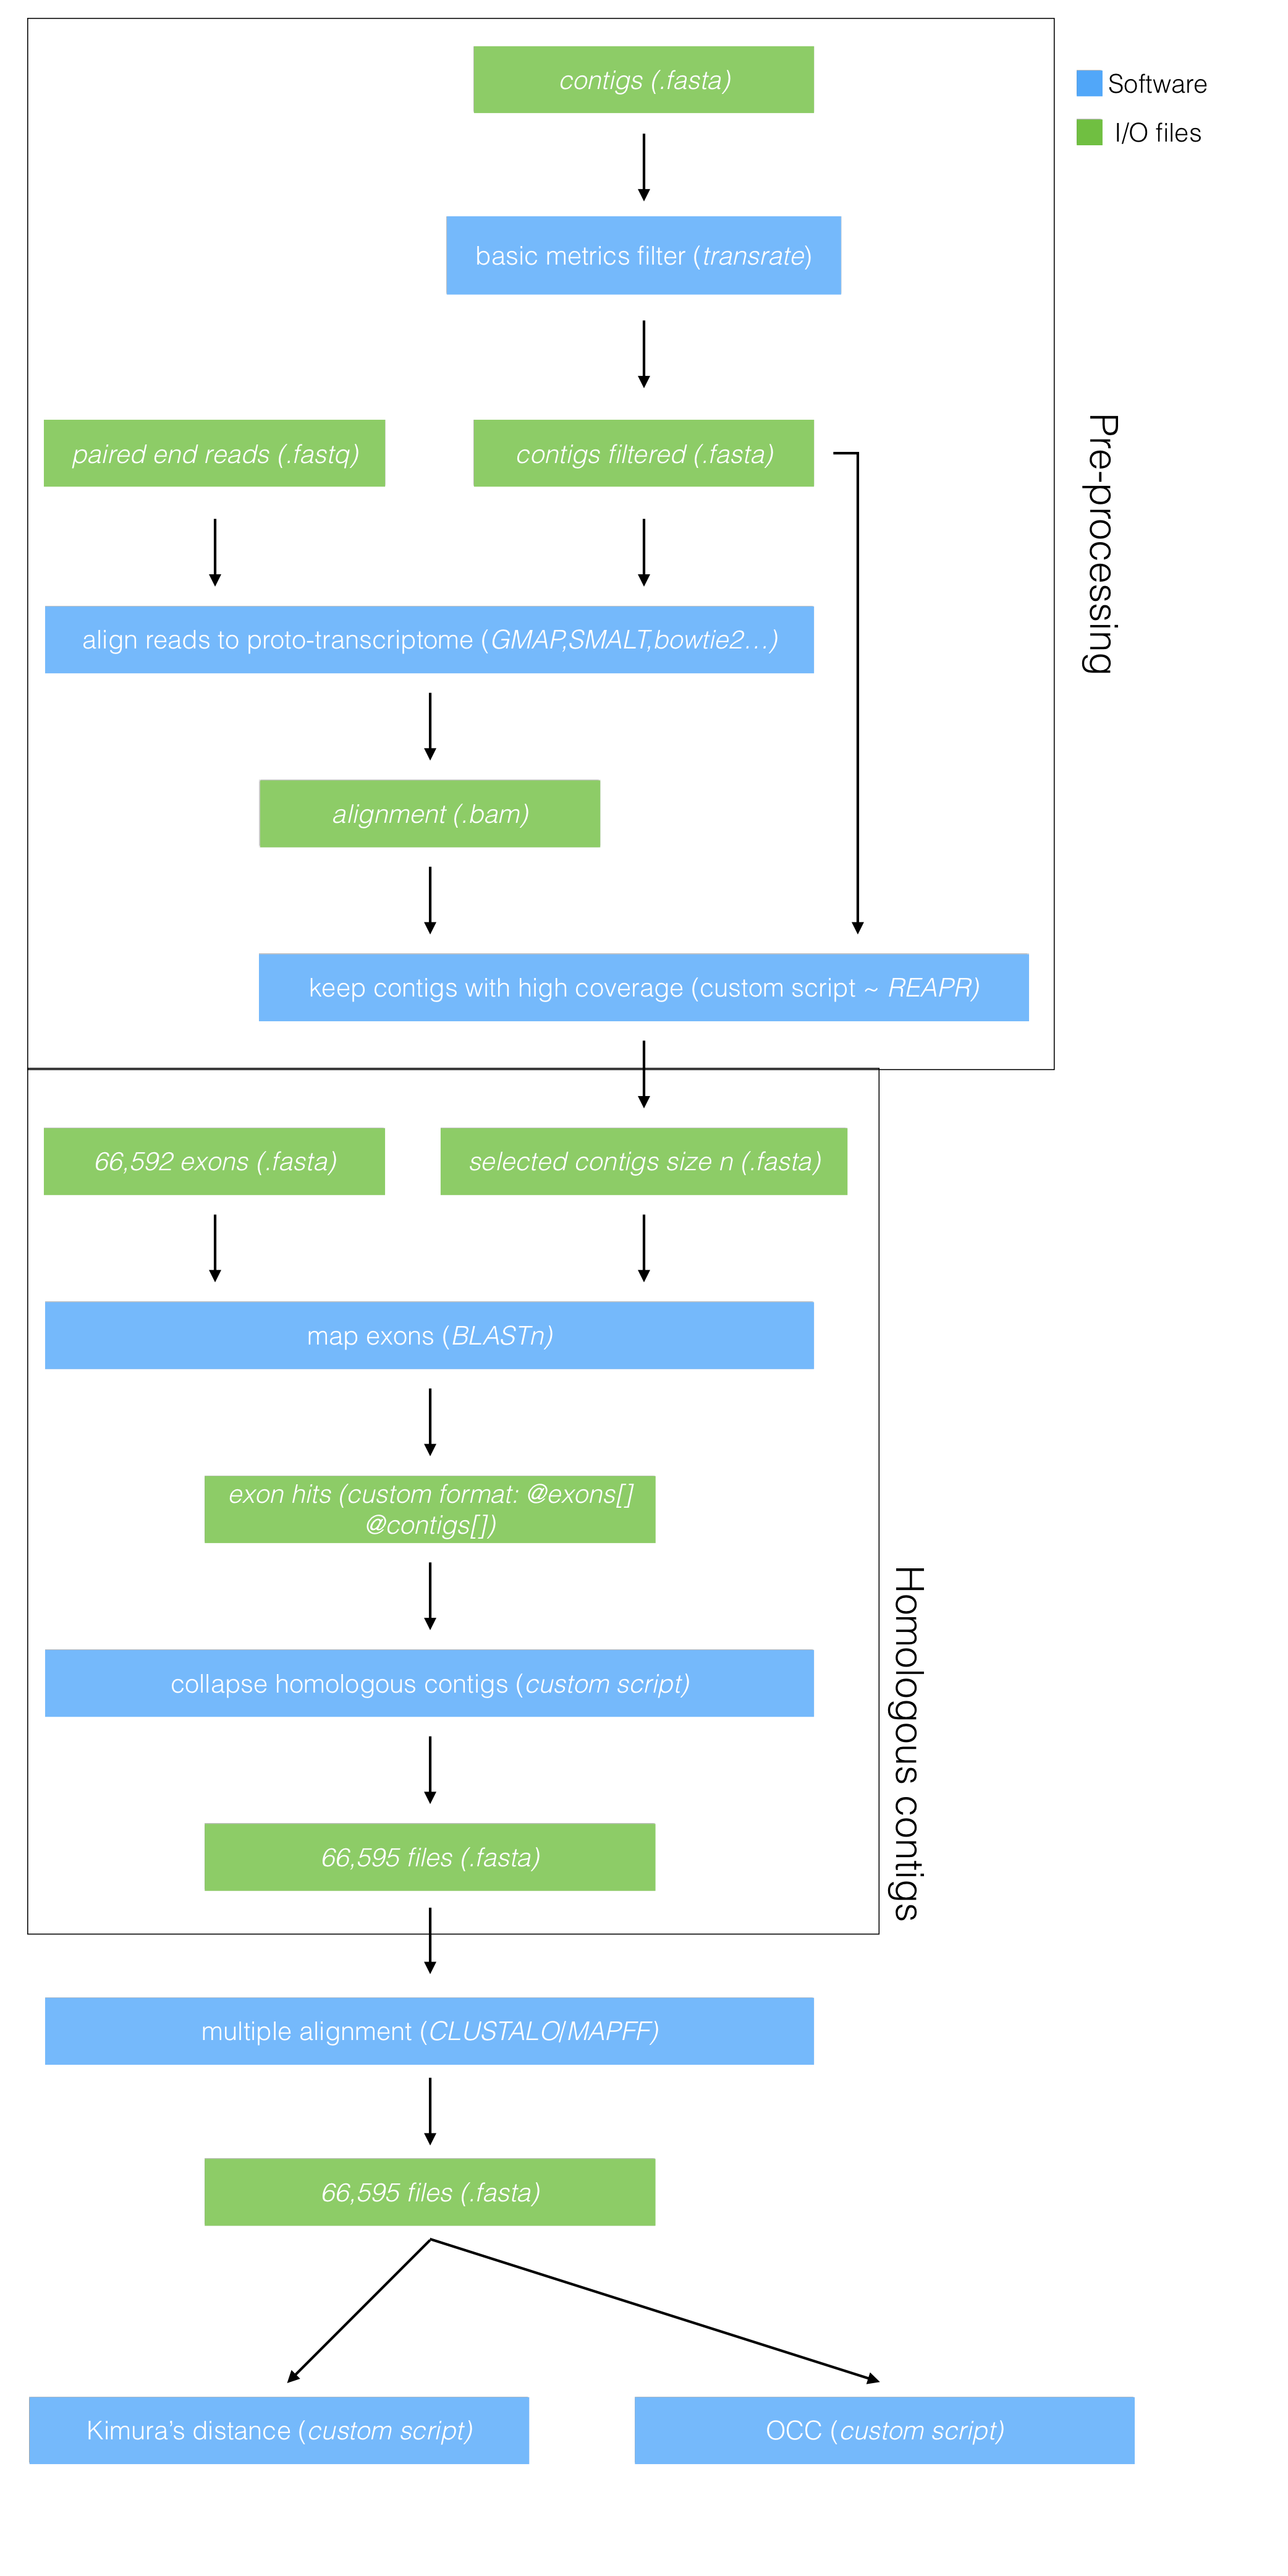 contigs (.fasta)
Software
I/O files
basic metrics filter (transrate)
paired end reads (.fastq)
contigs filtered (.fasta)
Pre-processing
align reads to proto-transcriptome (GMAP,SMALT,bowtie2...)
alignment (.bam)
keep contigs with high coverage (custom script ~ REAPR)
66,592 exons (.fasta)
selected contigs size n (.fasta)
map exons (BLASTn)
exon hits (custom format: @exons[]
@contigs[])
Homologous contigs
collapse homologous contigs (custom script)
66,595 files (.fasta)
multiple alignment (CLUSTALO/MAPFF)
66,595 files (.fasta)
Kimura's distance (custom script)
OCC (custom script)